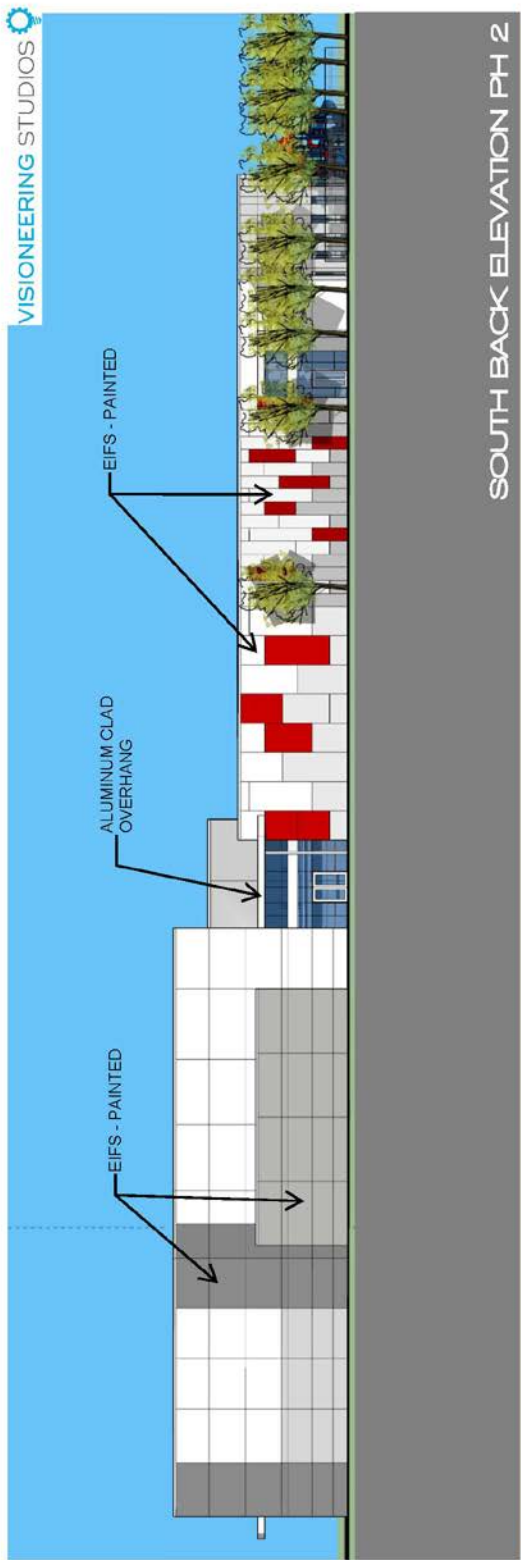 VISIONEERING STUDIOS
EIFS - PAINTED
ALUMINUM CLAD
OVERHANG
EIFS - PAINTED
SOUTH BACK ELEVATION PH 2